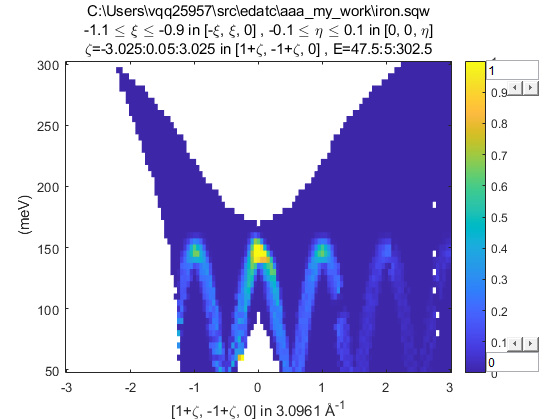 C:\Users\vqq25957\src\edatc\aaa_my_work\iron.sqw
-1.1 ≤ ξ ≤ -0.9 in [-ξ, ξ, 0] , -0.1 ≤ η ≤ 0.1 in [0, 0, η]
ζ=-3.025:0.05:3.025 in [1+ζ, -1+ζ, 0] , E=47.5:5:302.5
300
250
200
150
100
50
(meV)
-3 -2 -1 0 1 2 3
[1+ζ, -1+ζ, 0] in 3.0961 Å-1
1
0.9
0.8
0.7
0.6
0.5
0.4
0.3
0.2
0.1
0